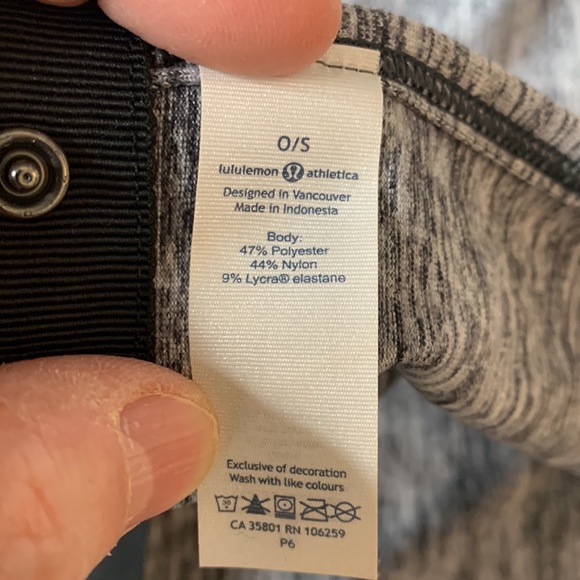 O/S
lululemon athletica
Designed in Vancouver
Made in Indonesia
Body:
47% Polyester
44% Nylon
9% Lycra® elastane
Exclusive of decoration
Wash with like colours
30
CA 35801 RN 106259
P6